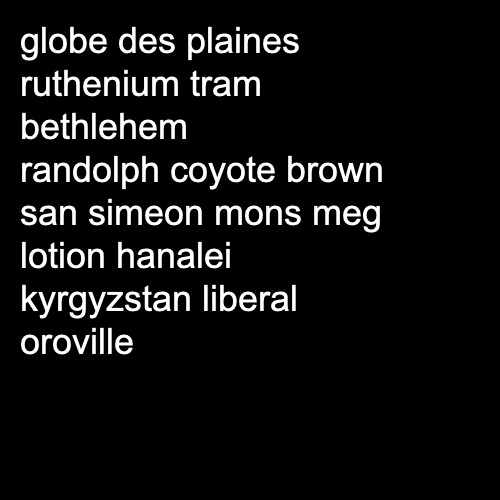 globe des plaines
ruthenium tram
bethlehem
randolph coyote brown
san simeon mons meg
lotion hanalei
kyrgyzstan liberal
oroville